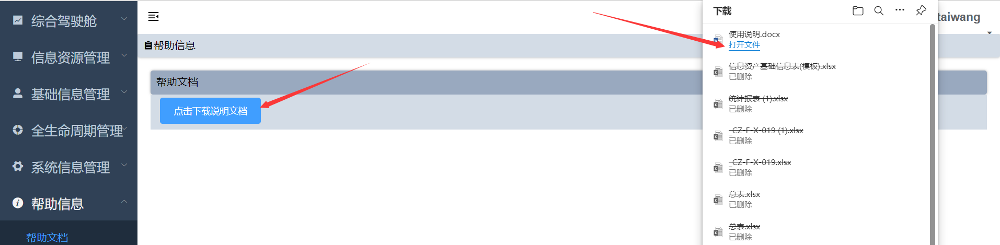 综合驾驶舱
信息资源管理
基础信息管理
全生命周期管理
系统信息管理
帮助信息
帮助文档
帮助信息
帮助文档
点击下载说明文档
taiwang
下载
使用说明.docx
打开文件
信息资产基础信息表(模板).xlsx
已删除
统计报表 (1).xlsx
已删除
_CZ-F-X-019 (1).xlsx
已删除
_CZ-F-X-019.xlsx
已删除
总表.xlsx
已删除
总表.xlsx
已删除